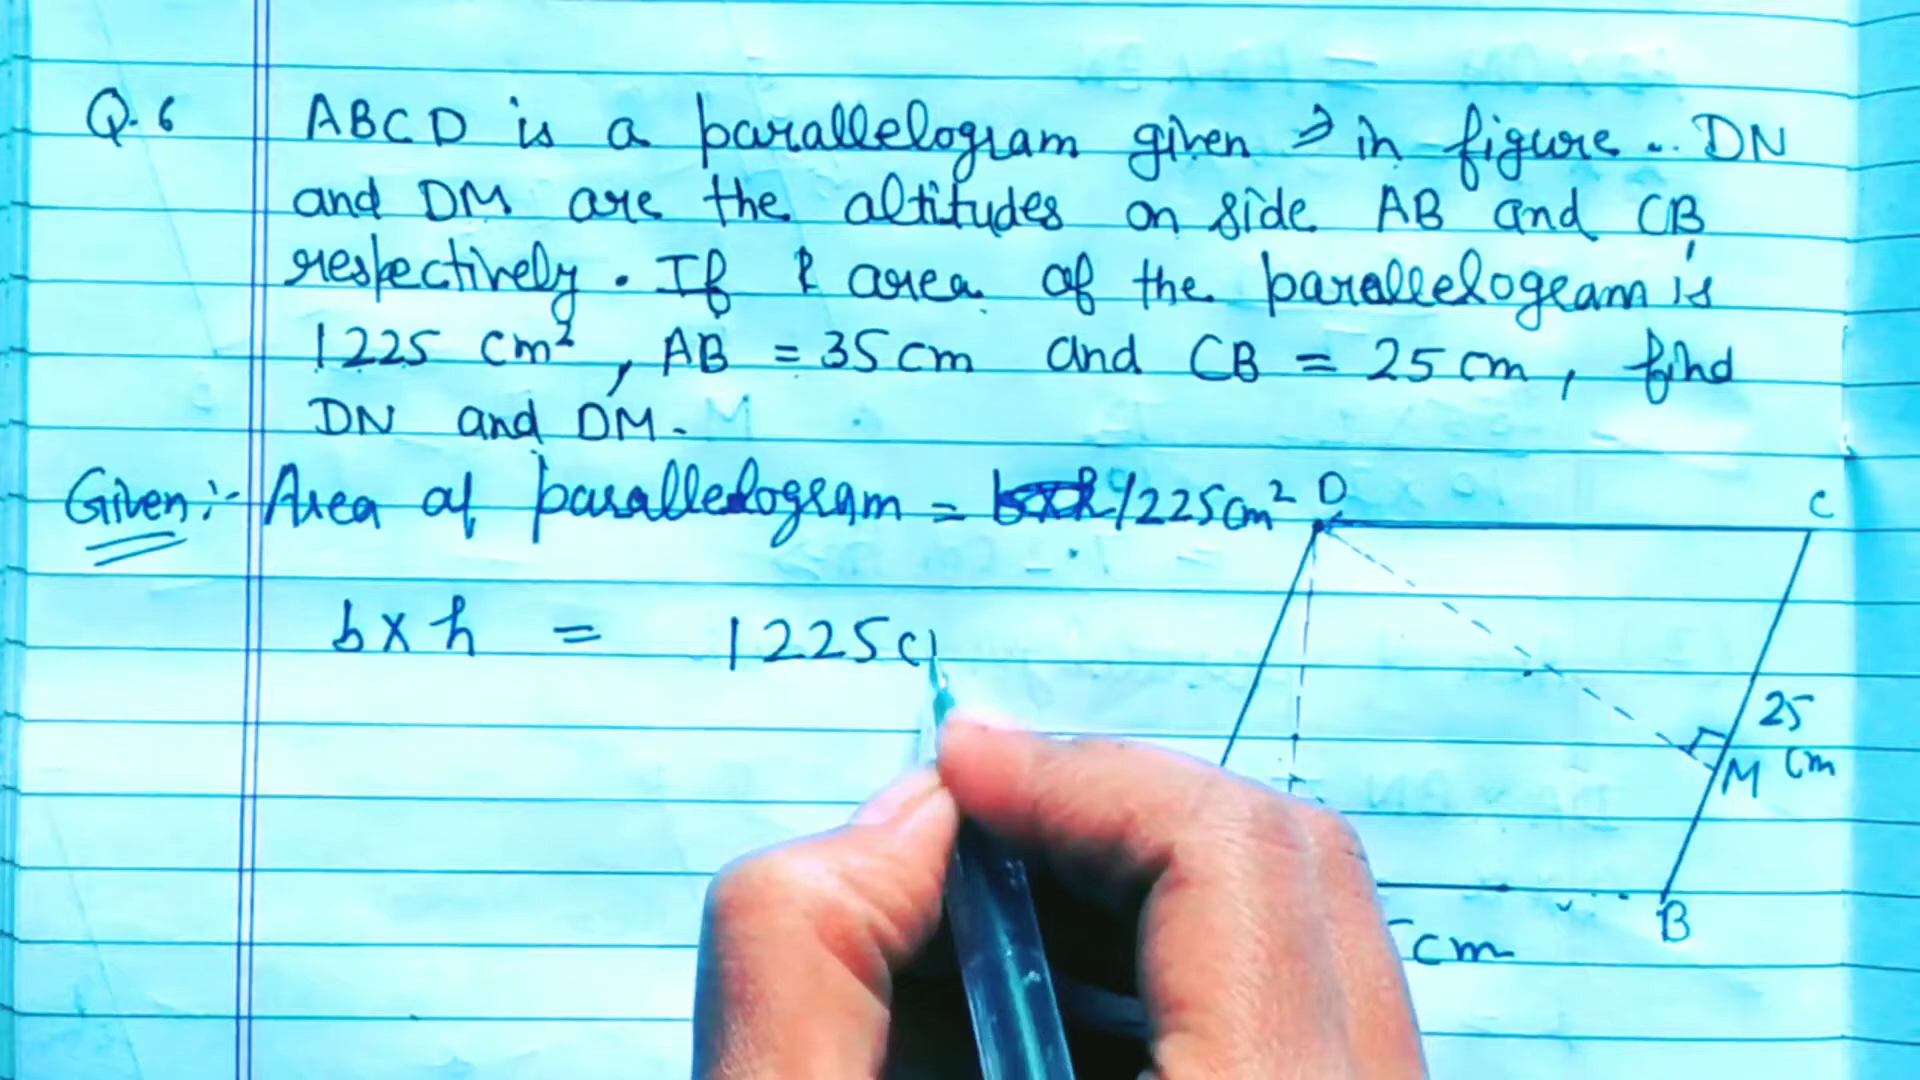 Q.6 ABCD is a parallelogram given in figure.. DN
and DM are the altitudes on side AB and CB
respectively. If area of the parallelogeam is
1225 cm², AB = 35 cm and CB = 25 cm, find
DN and DM.
Given:- Area of parallelogram = 1225 cm²
b x h = 1225 c
D
C
25
cm
M
B
cm